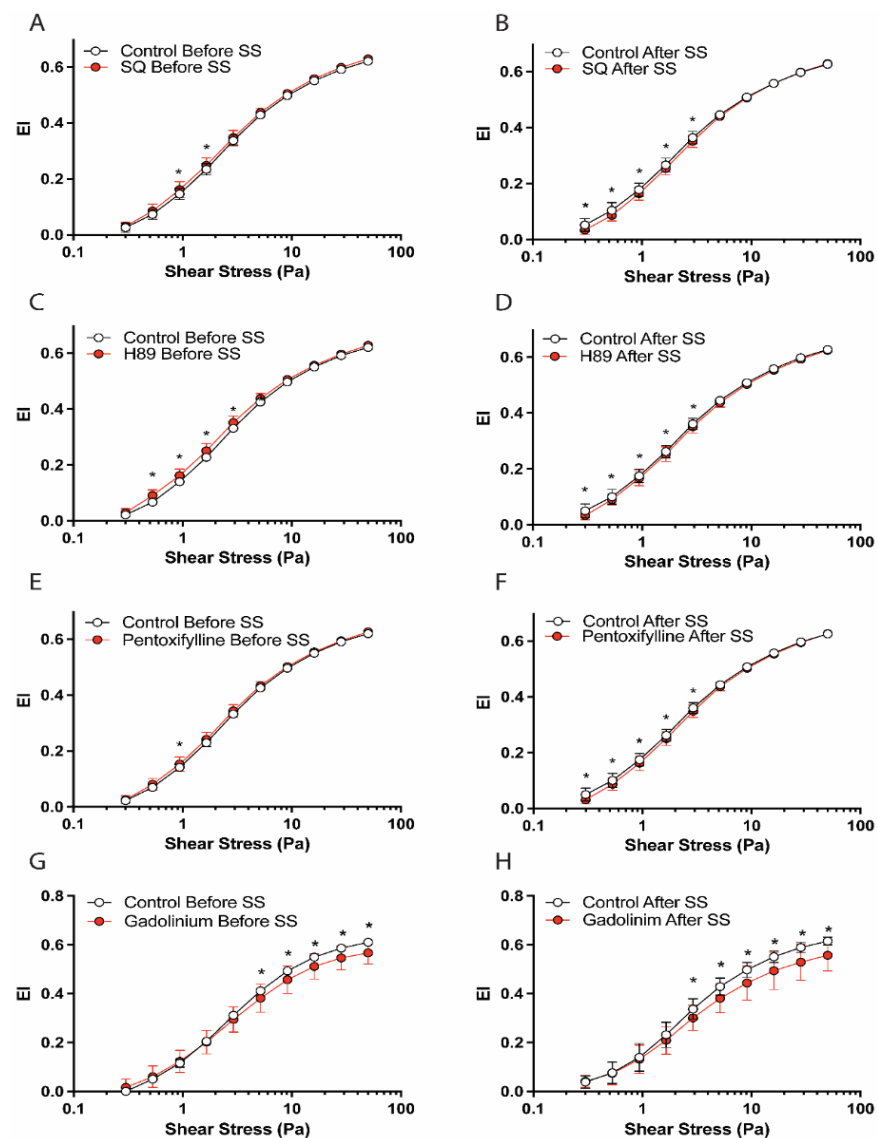 A
Control Before SS
SQ Before SS
EI
0.6
0.4
0.2
0.0
* *
0.1 1 10 100
Shear Stress (Pa)
B
Control After SS
SQ After SS
EI
0.6
0.4
0.2
0.0
* * * * *
0.1 1 10 100
Shear Stress (Pa)
C
Control Before SS
H89 Before SS
EI
0.6
0.4
0.2
0.0
* * * *
0.1 1 10 100
Shear Stress (Pa)
D
Control After SS
H89 After SS
EI
0.6
0.4
0.2
0.0
* * * * *
0.1 1 10 100
Shear Stress (Pa)
E
Control Before SS
Pentoxifylline Before SS
EI
0.6
0.4
0.2
0.0
*
0.1 1 10 100
Shear Stress (Pa)
F
Control After SS
Pentoxifylline After SS
EI
0.6
0.4
0.2
0.0
* * * * *
0.1 1 10 100
Shear Stress (Pa)
G
Control Before SS
Gadolinium Before SS
EI
0.8
0.6
0.4
0.2
0.0
* * * * *
0.1 1 10 100
Shear Stress (Pa)
H
Control After SS
Gadolinim After SS
EI
0.8
0.6
0.4
0.2
0.0
* * * * * *
0.1 1 10 100
Shear Stress (Pa)